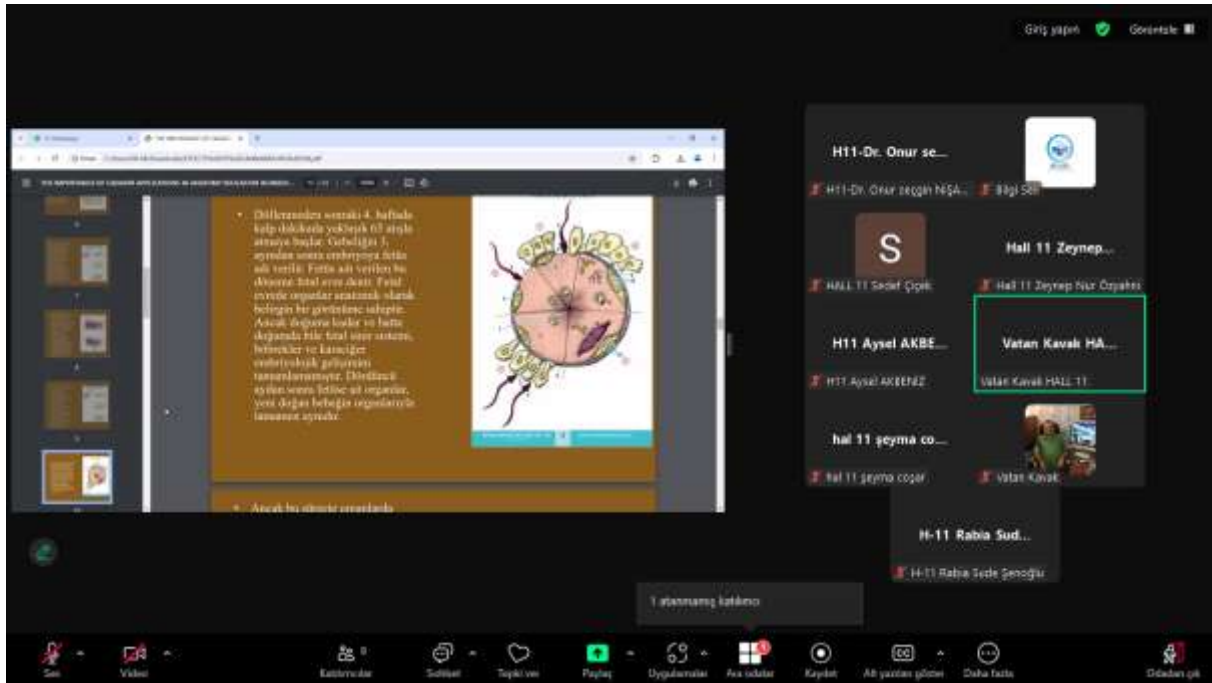 Giriş yapın
Görüntüle
H11-Dr. Onur se...
H11-Dr. Onur seçgin NİŞA...
Bilgi Sel
S
HALL 11 Sedef Çiçek
Hall 11 Zeynep...
Hall 11 Zeynep Nur Özşahni
H11 Aysel AKBE...
H11 Aysel AKBENİZ
Vatan Kavak HA...
Vatan Kavak HALL 11
hal 11 şeyma co...
hal 11 şeyma coşar
Vatan Kavak
H-11 Rabia Sud...
H-11 Rabia Sude Şenoğlu
• Döllenmeden sonraki 4. haftada
kalp dakikada yaklaşık 65 atışla
atmaya başlar. Gebeliğin 3.
ayından sonra embriyoya fetüs
adı verilir. Fetüs adı verilen bu
döneme fetal evre denir. Fetal
evrede organlar anatomik olarak
belirgin bir görünüme sahiptir.
Ancak doğuma kadar ve hatta
doğumda bile fetal sinir sistemi,
böbrekler ve karaciğer
embriyolojik gelişimini
tamamlamamıştır. Dördüncü
aydan sonra fetüse ait organlar,
yeni doğan bebeğin organlarıyla
tamamen aynıdır.
• Ancak bu süreçte organlarda
1 atanmamış katılımcı
Ses
Video
Katılımcılar
Sohbet
Tepki ver
Paylaş
Uygulamalar
Ara odalar
Kaydet
Alt yazıları göster
Daha fazla
Odadan çık